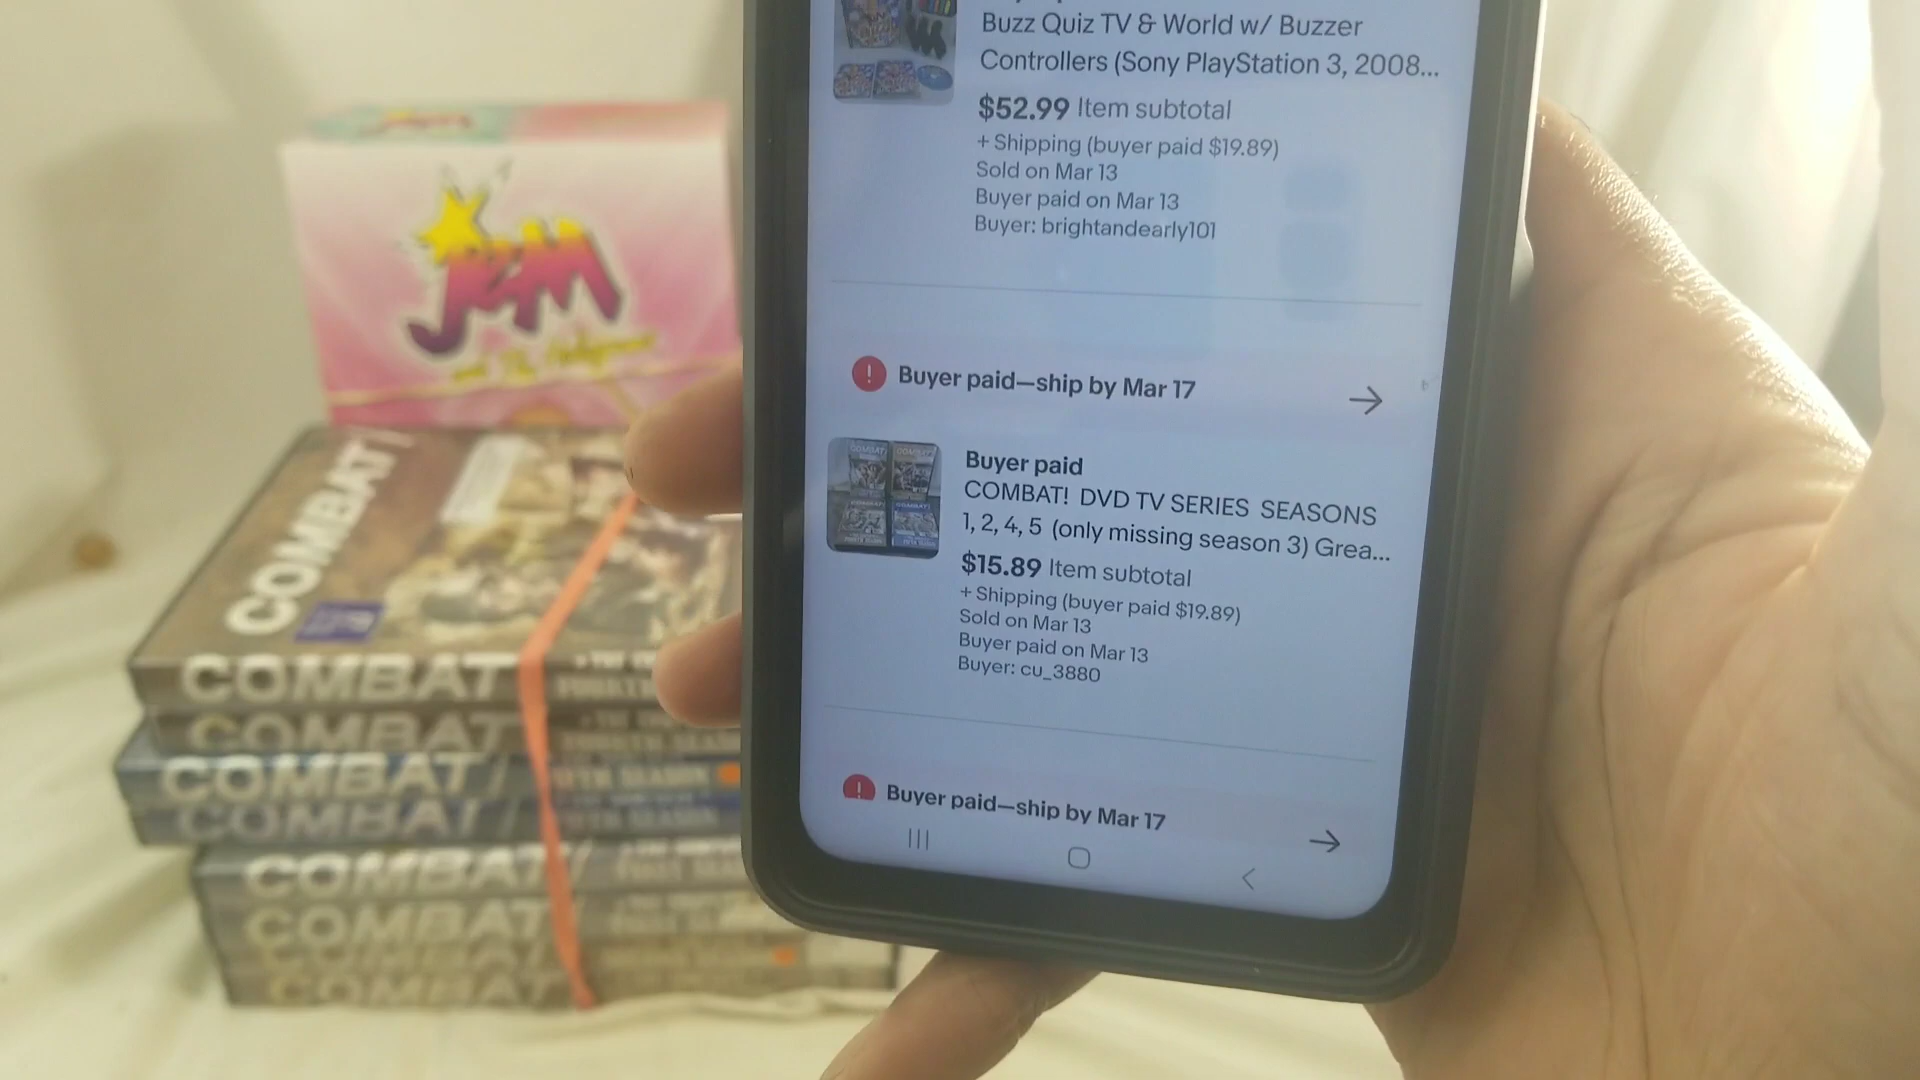 Buzz Quiz TV & World w/ Buzzer
Controllers (Sony PlayStation 3, 2008...
$52.99 Item subtotal
+ Shipping (buyer paid $19.89)
Sold on Mar 13
Buyer paid on Mar 13
Buyer: brightandearly101
Buyer paid—ship by Mar 17
Buyer paid
COMBAT! DVD TV SERIES SEASONS
1, 2, 4, 5 (only missing season 3) Grea...
$15.89 Item subtotal
+ Shipping (buyer paid $19.89)
Sold on Mar 13
Buyer paid on Mar 13
Buyer: cu_3880
Buyer paid—ship by Mar 17
JEM
COMBAT!
COMBAT
COMBAT
COMBAT!
COMBAT!
COMBAT!
COMBAT
COMBAT
COMBAT